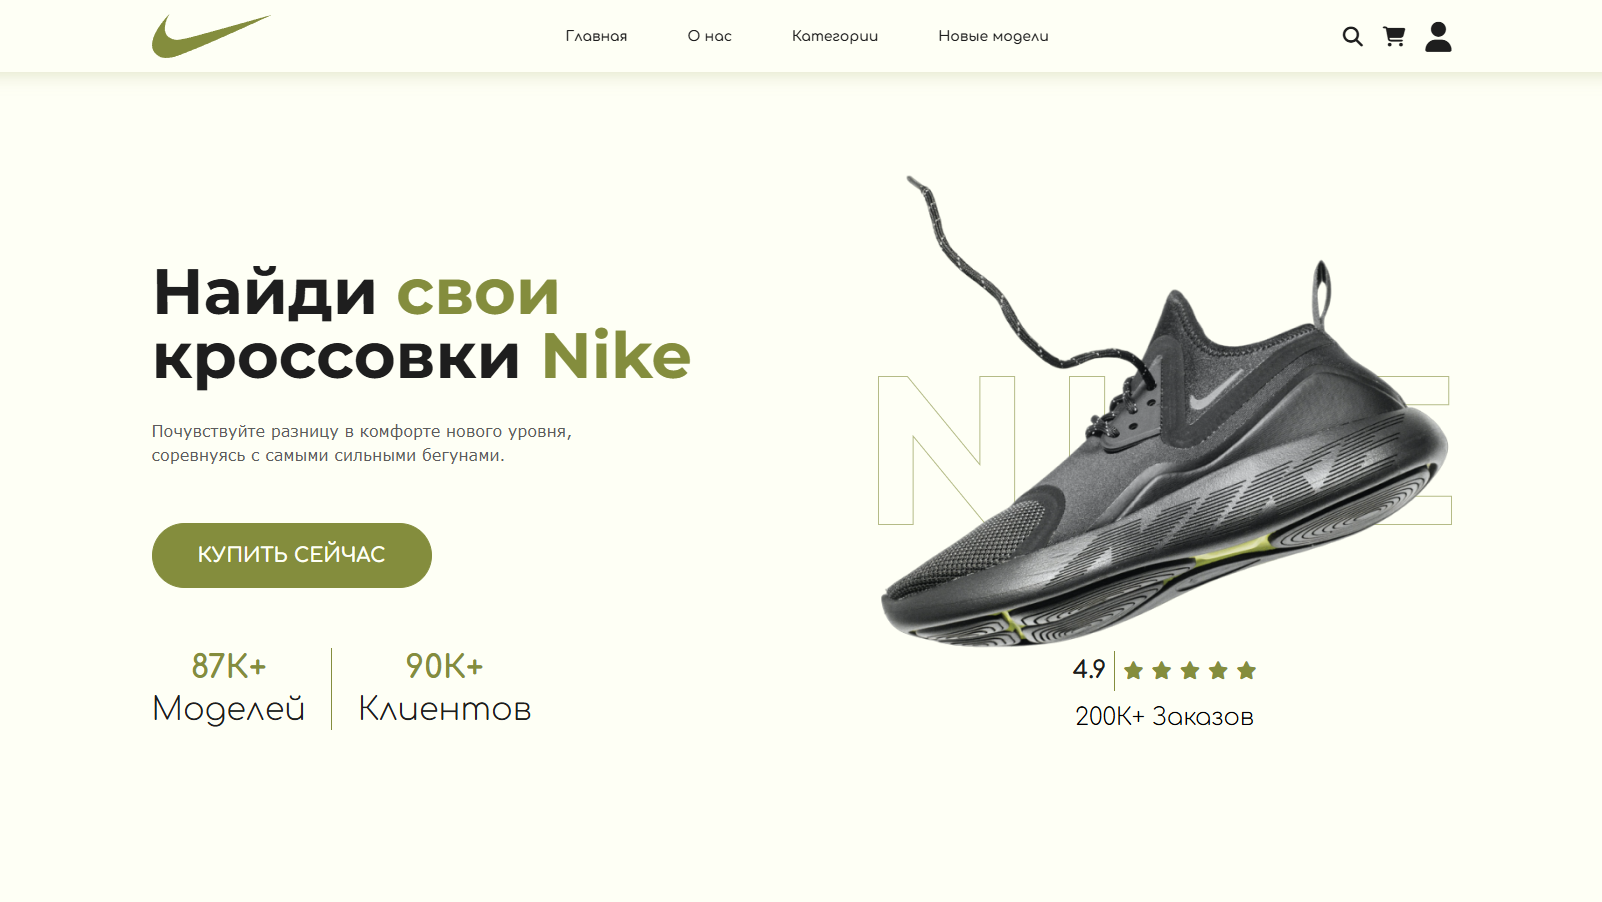 Главная
О нас
Категории
Новые модели
Найди свои
кроссовки Nike
Почувствуйте разницу в комфорте нового уровня,
соревнуясь с самыми сильными бегунами.
КУПИТЬ СЕЙЧАС
87K+
Моделей
90K+
Клиентов
NIKE
4.9
200K+ Заказов